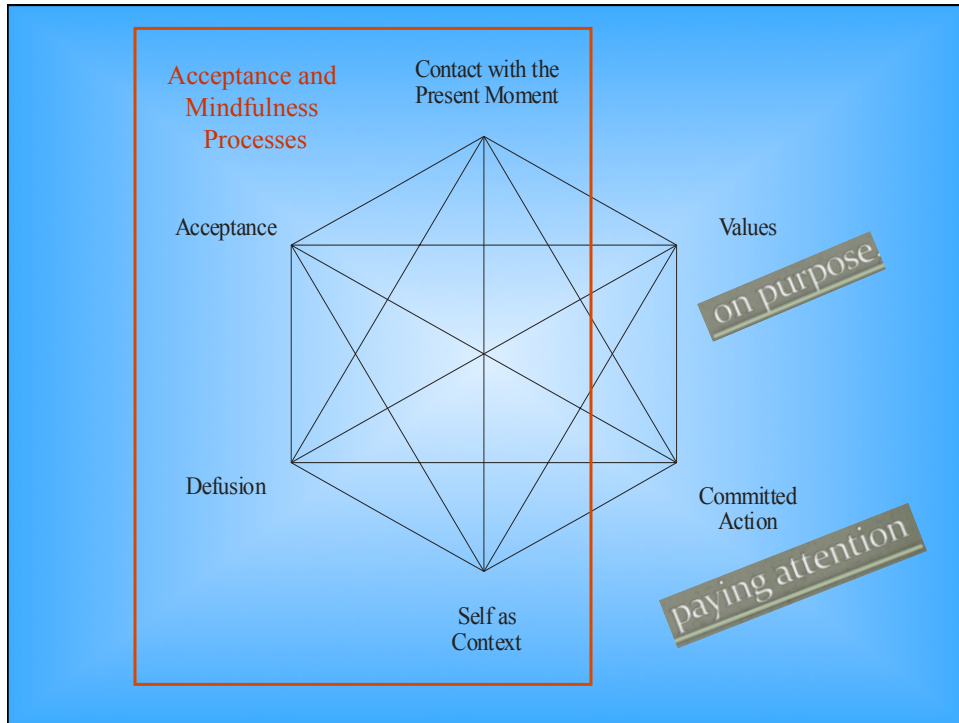 Acceptance and
Mindfulness
Processes
Contact with the
Present Moment
Acceptance
Values
on purpose.
Defusion
Committed
Action
paying attention
Self as
Context